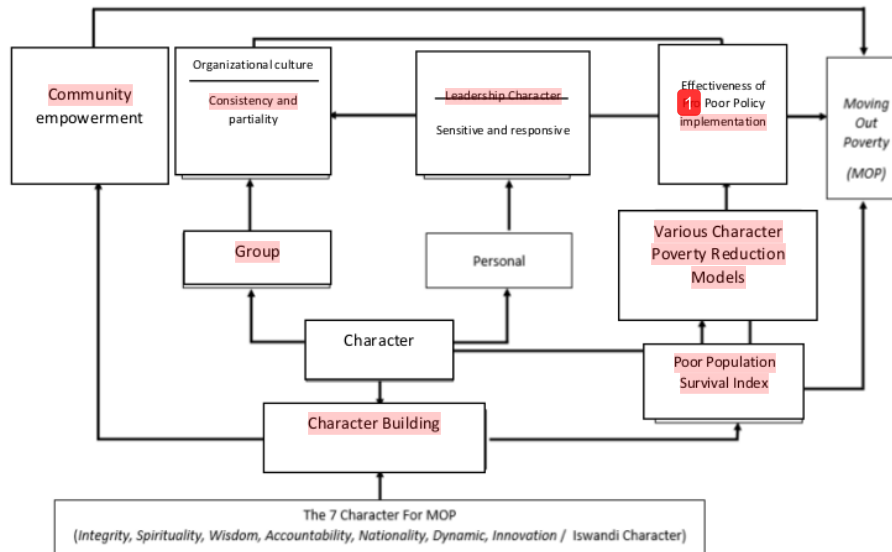 Community
empowerment
Organizational culture
Consistency and
partiality
Leadership Character
Sensitive and responsive
Effectiveness of
1 Poor Policy
implementation
Moving
Out
Poverty
(MOP)
Group
Personal
Various Character
Poverty Reduction
Models
Character
Poor Population
Survival Index
Character Building
The 7 Character For MOP
(Integrity, Spirituality, Wisdom, Accountability, Nationality, Dynamic, Innovation / Iswandi Character)